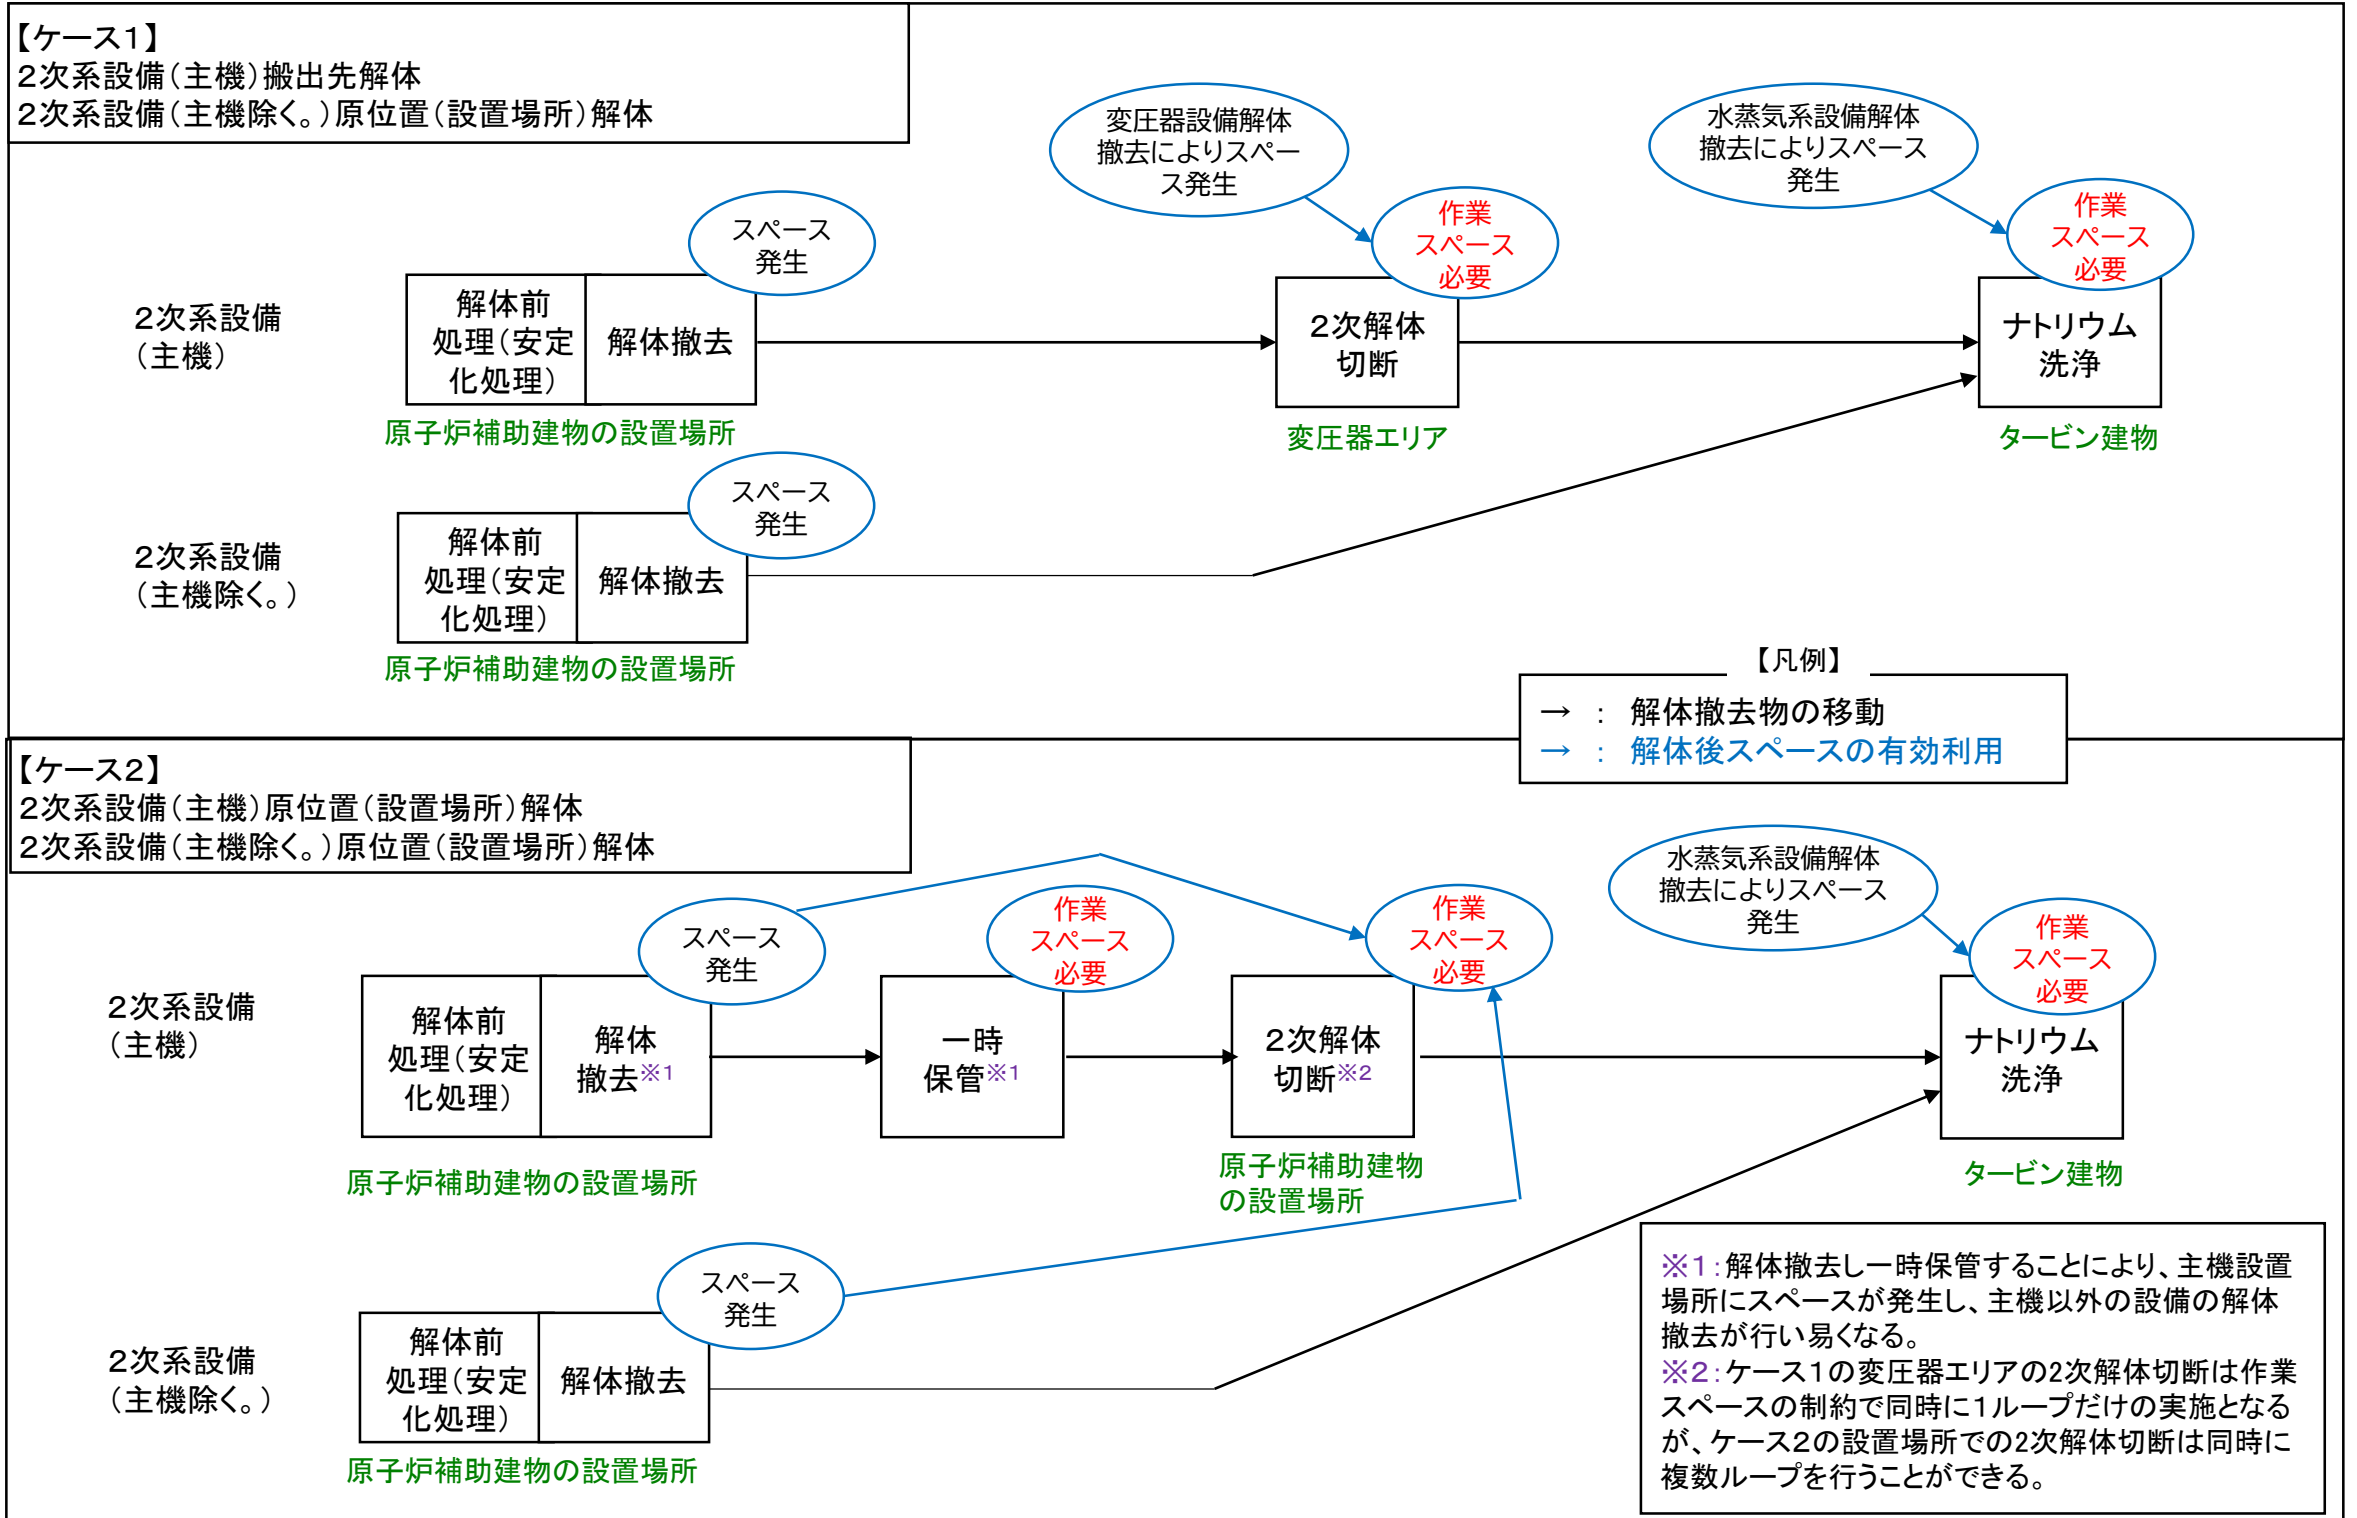 【ケース1】
2次系設備(主機)搬出先解体
2次系設備(主機除く。)原位置(設置場所)解体
変圧器設備解体
撤去によりスペー
ス発生
水蒸気系設備解体
撤去によりスペース
発生
スペース
発生
作業
スペース
必要
作業
スペース
必要
2次系設備
(主機)
解体前
処理(安定
化処理)
解体撤去
2次解体
切断
ナトリウム
洗浄
原子炉補助建物の設置場所
変圧器エリア
タービン建物
スペース
発生
2次系設備
(主機除く。)
解体前
処理(安定
化処理)
解体撤去
原子炉補助建物の設置場所
【凡例】
→ : 解体撤去物の移動
→ : 解体後スペースの有効利用
【ケース2】
2次系設備(主機)原位置(設置場所)解体
2次系設備(主機除く。)原位置(設置場所)解体
水蒸気系設備解体
撤去によりスペース
発生
スペース
発生
作業
スペース
必要
作業
スペース
必要
作業
スペース
必要
2次系設備
(主機)
解体前
処理(安定
化処理)
解体
撤去※1
一時
保管※1
2次解体
切断※2
ナトリウム
洗浄
原子炉補助建物の設置場所
原子炉補助建物
の設置場所
タービン建物
スペース
発生
2次系設備
(主機除く。)
解体前
処理(安定
化処理)
解体撤去
原子炉補助建物の設置場所
※1:解体撤去し一時保管することにより、主機設置
場所にスペースが発生し、主機以外の設備の解体
撤去が行い易くなる。
※2:ケース1の変圧器エリアの2次解体切断は作業
スペースの制約で同時に1ループだけの実施となる
が、ケース2の設置場所での2次解体切断は同時に
複数ループを行うことができる。